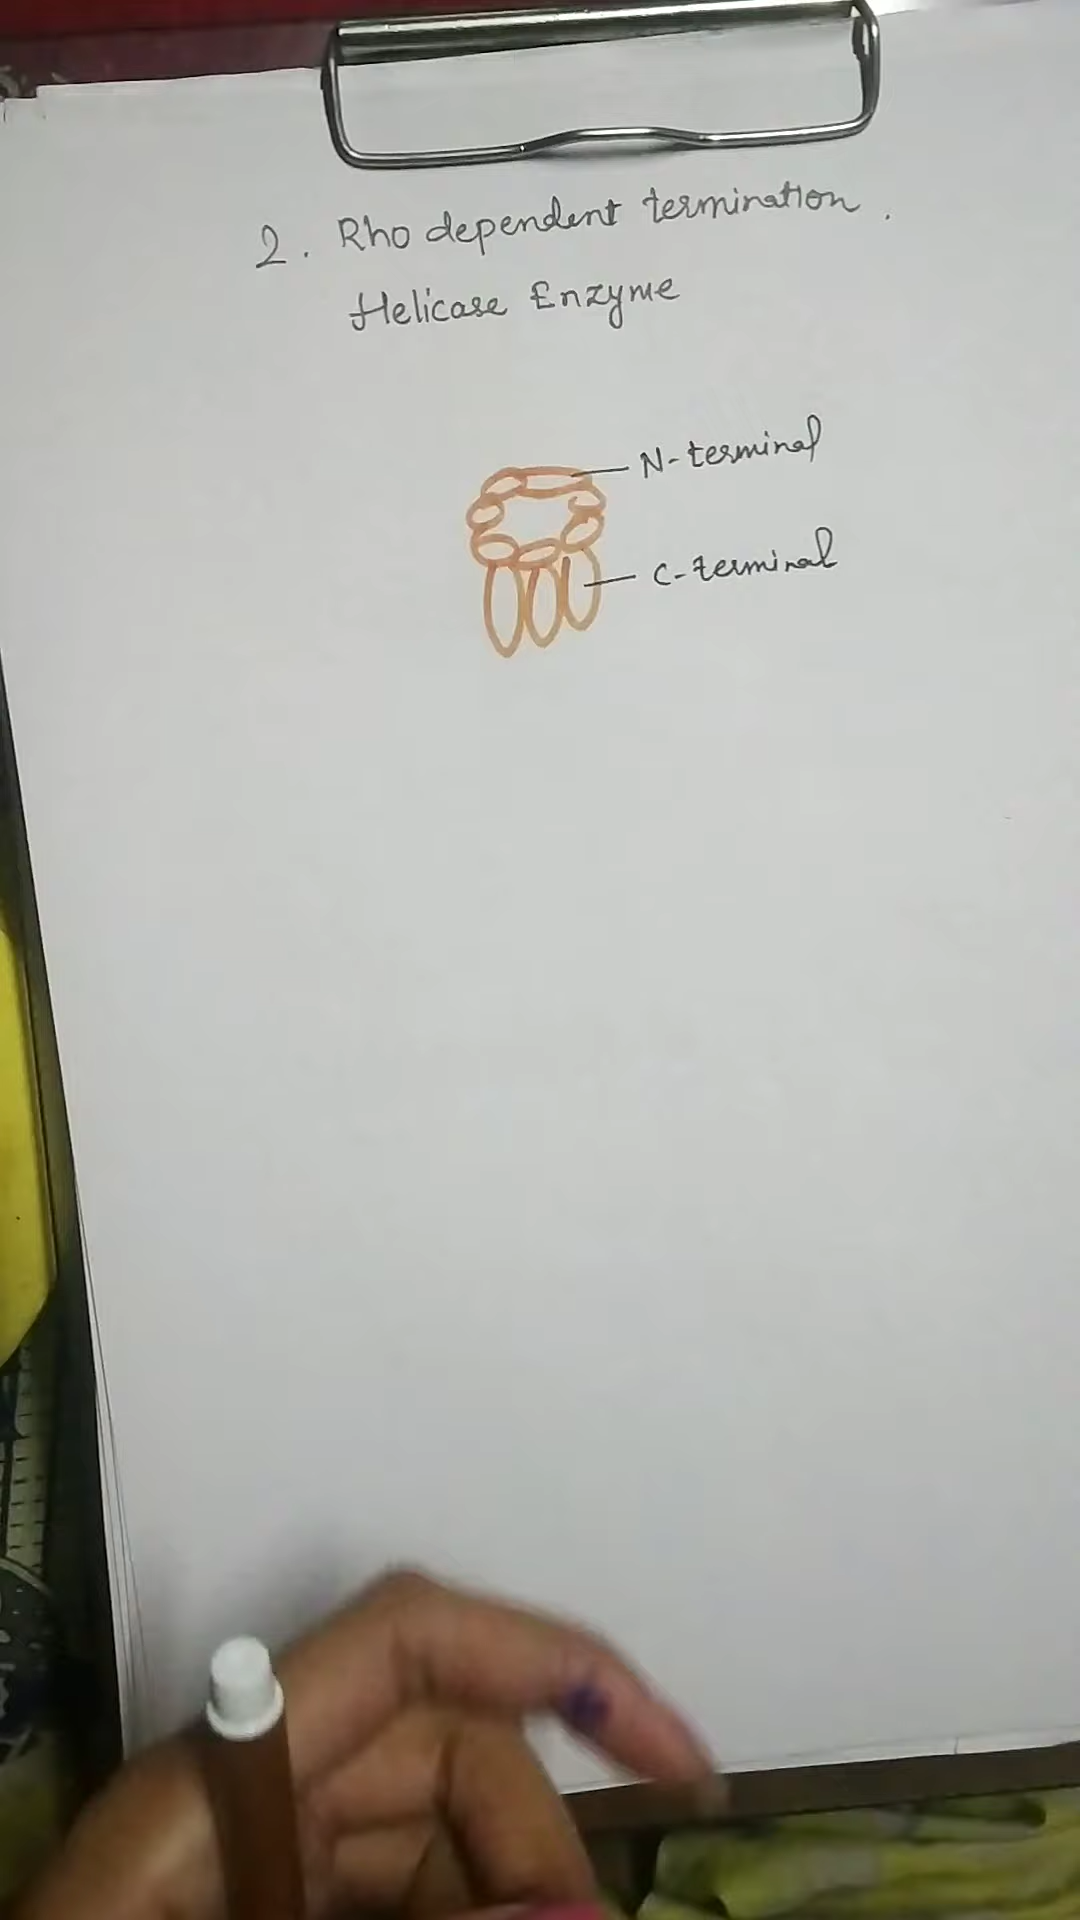 2. Rho dependent termination.
Helicase Enzyme
N-terminal
C-terminal